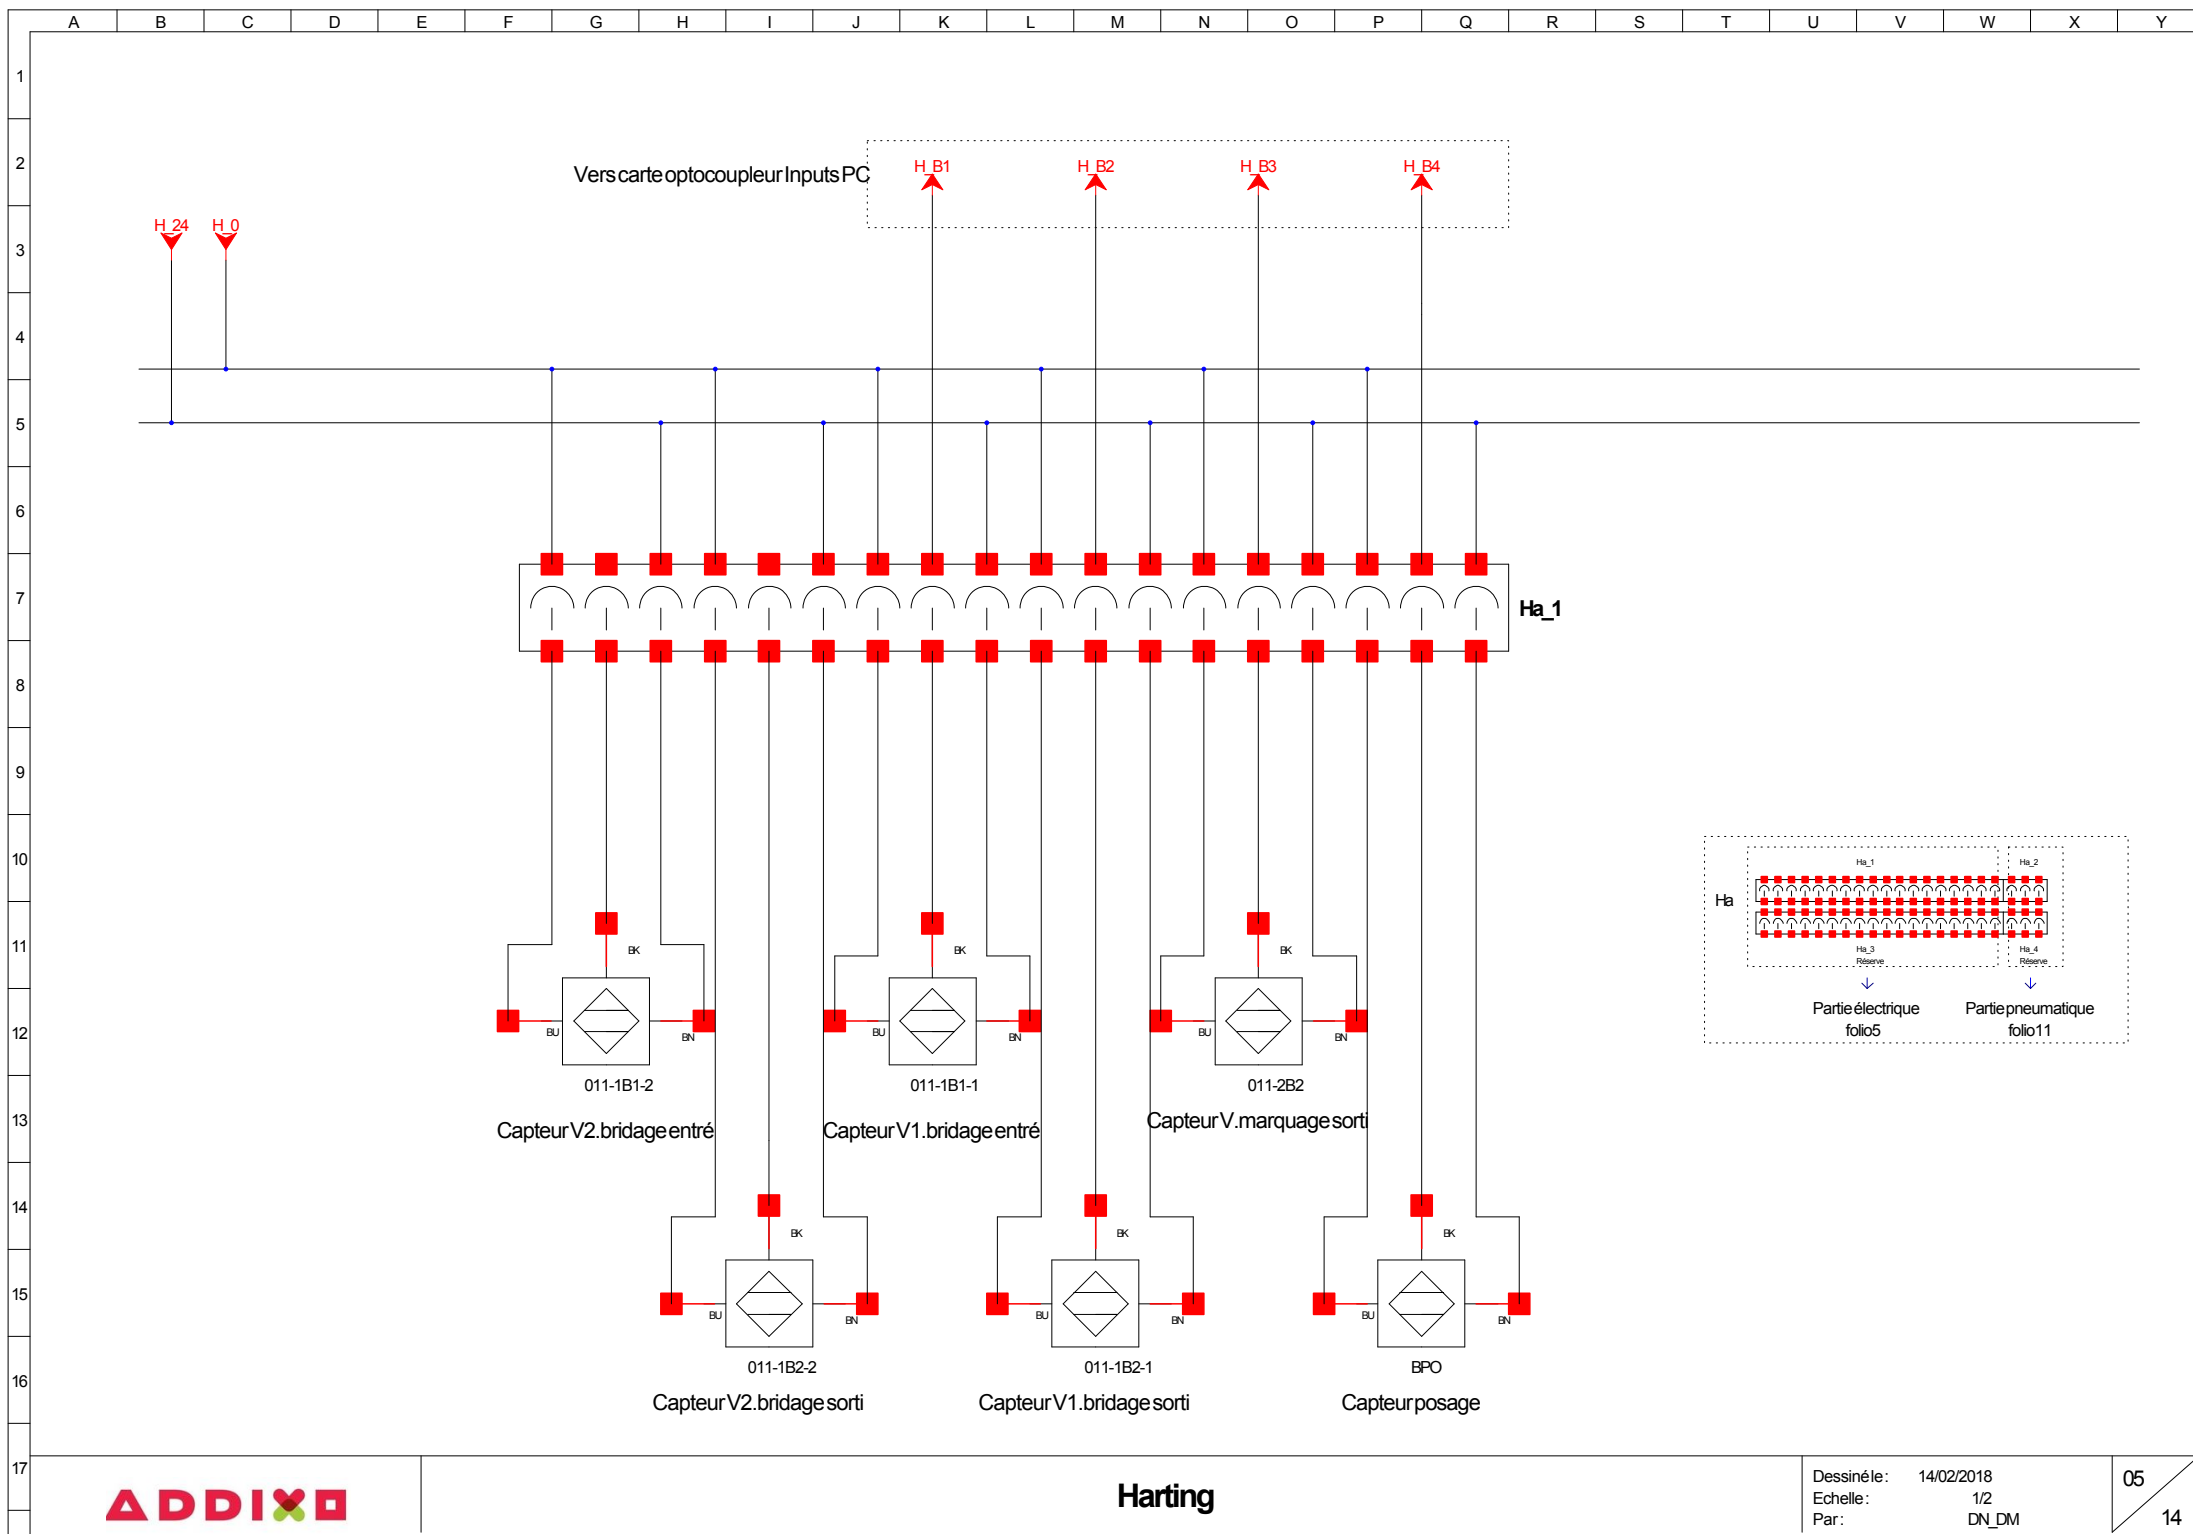 A B C D E F G H I J K L M N O P Q R S T U V W X Y
1
2
3
4
5
6
7
8
9
10
11
12
13
14
15
16
17
Vers carte optocoupleur Inputs PC
H_B1 H_B2 H_B3 H_B4
H_24 H_0
Ha_1
Ha_1 Ha_2
Ha
Ha_3 Ha_4
Réserve Réserve
Partie électrique Partie pneumatique
folio5 folio11
BK BK BK
BU BN BU BN BU BN
011-1B1-2 011-1B1-1 011-2B2
Capteur V2.bridage entré Capteur V1.bridage entré Capteur V.marquage sorti
BK BK BK
BU BN BU BN BU BN
011-1B2-2 011-1B2-1 BPO
Capteur V2.bridage sorti Capteur V1.bridage sorti Capteur posage
ADDIXO
Harting
Dessiné le : 14/02/2018
Echelle : 1/2
Par : DN_DM
05
14